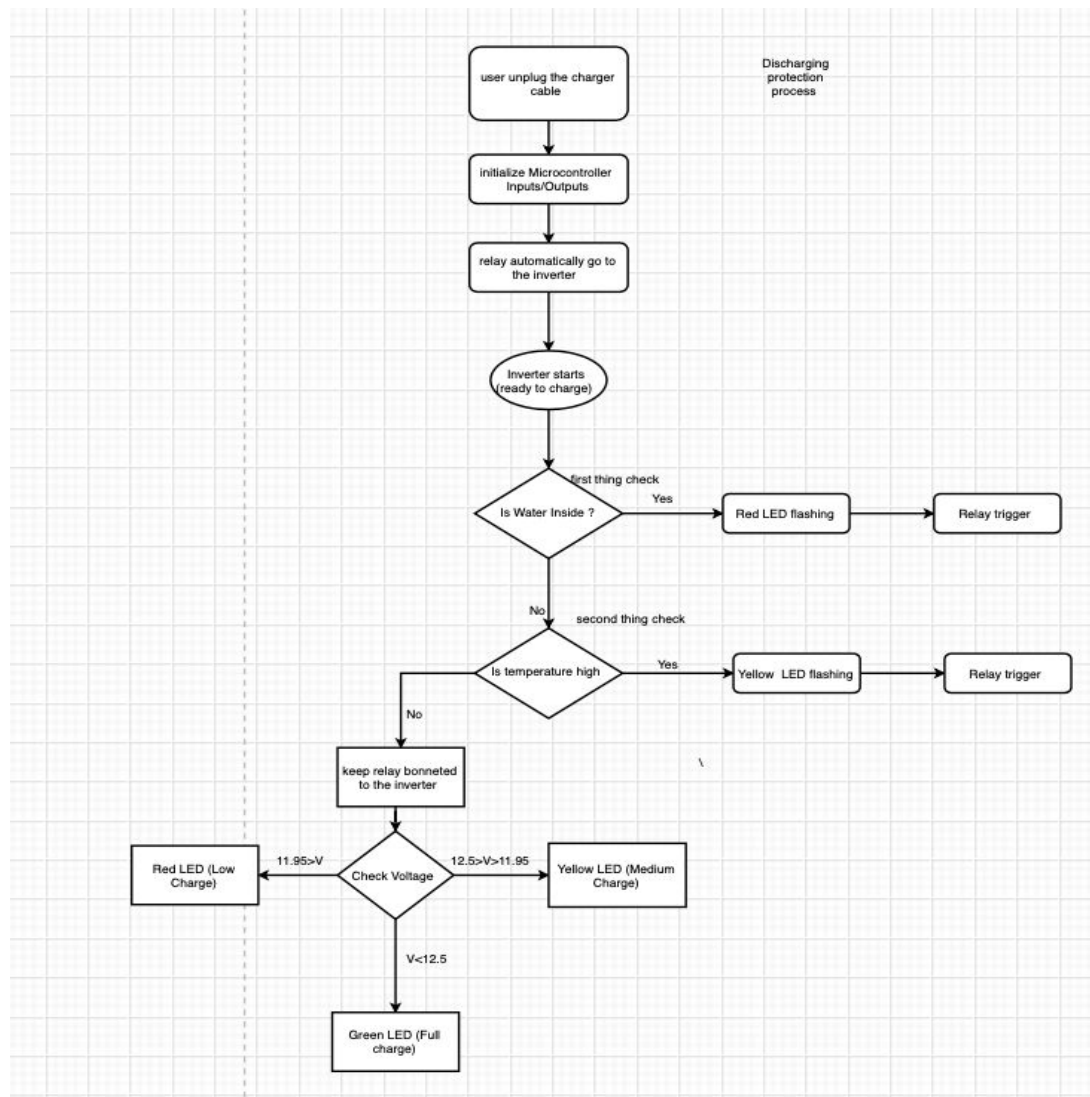 user unplug the charger
cable
Discharging
protection
process
initialize Microcontroller
Inputs/Outputs
relay automatically go to
the inverter
Inverter starts
(ready to charge)
first thing check
Is Water Inside ?
Yes
Red LED flashing
Relay trigger
No
second thing check
Is temperature high
Yes
Yellow LED flashing
Relay trigger
No
keep relay bonneted
to the inverter
\
Red LED (Low
Charge)
11.95>V
Check Voltage
12.5>V>11.95
Yellow LED (Medium
Charge)
V<12.5
Green LED (Full
charge)